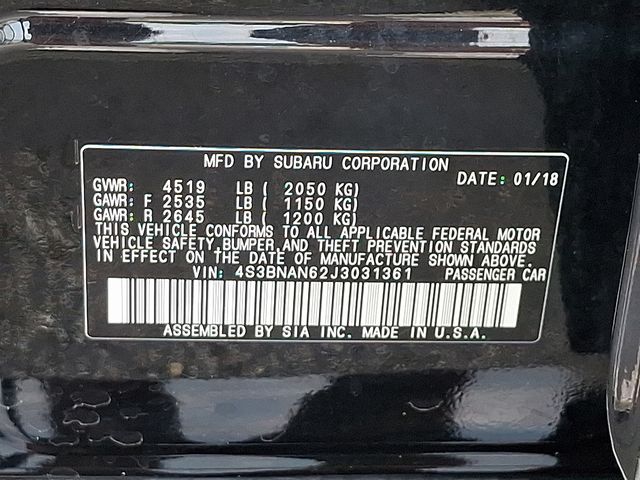 MFD BY SUBARU CORPORATION
DATE: 01/18
GVWR: 4519 LB ( 2050 KG)
GAWR: F 2535 LB ( 1150 KG)
GAWR: R 2645 LB ( 1200 KG)
THIS VEHICLE CONFORMS TO ALL APPLICABLE FEDERAL MOTOR
VEHICLE SAFETY,BUMPER,AND THEFT PREVENTION STANDARDS
IN EFFECT ON THE DATE OF MANUFACTURE SHOWN ABOVE.
VIN: 4S3BNAN62J3031361 PASSENGER CAR
ASSEMBLED BY SIA INC. MADE IN U.S.A.